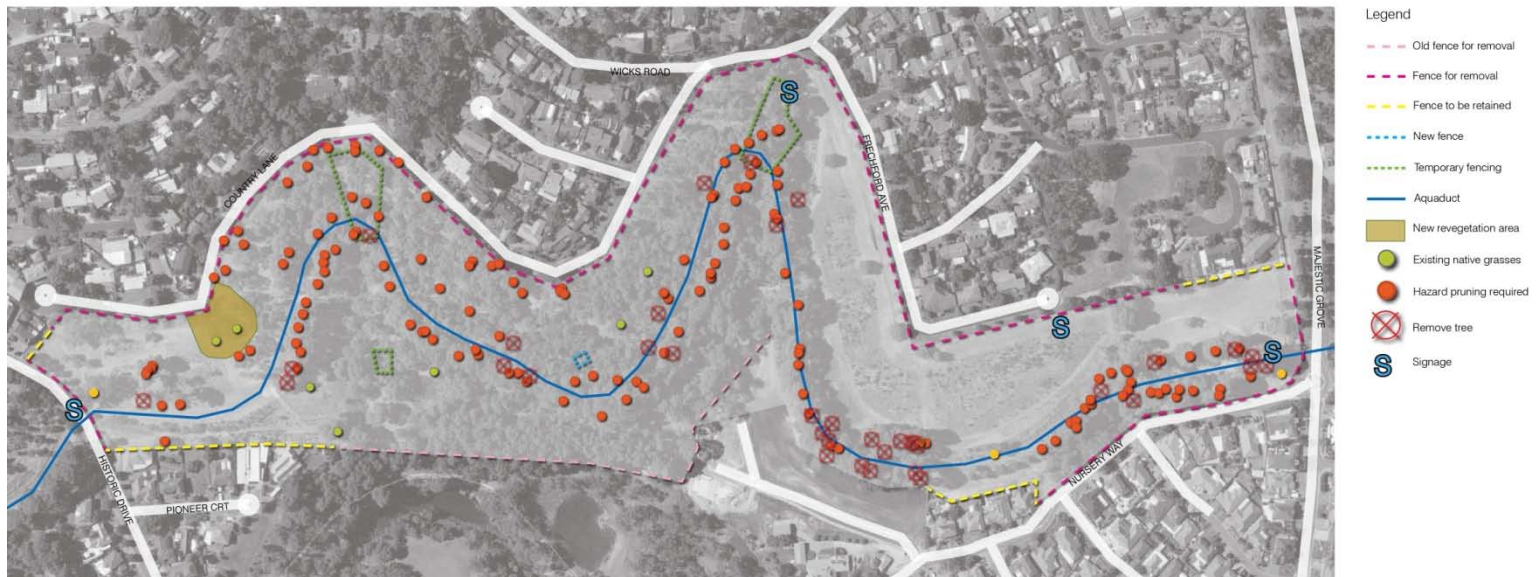 WICKS ROAD
COUNTRY LANE
FRECHFORD AVE
MAJESTIC GROVE
NURSERY WAY
HISTORIC DRIVE
PIONEER CRT
S
S
S
S
Legend
Old fence for removal
Fence for removal
Fence to be retained
New fence
Temporary fencing
Aquaduct
New revegetation area
Existing native grasses
Hazard pruning required
Remove tree
S Signage